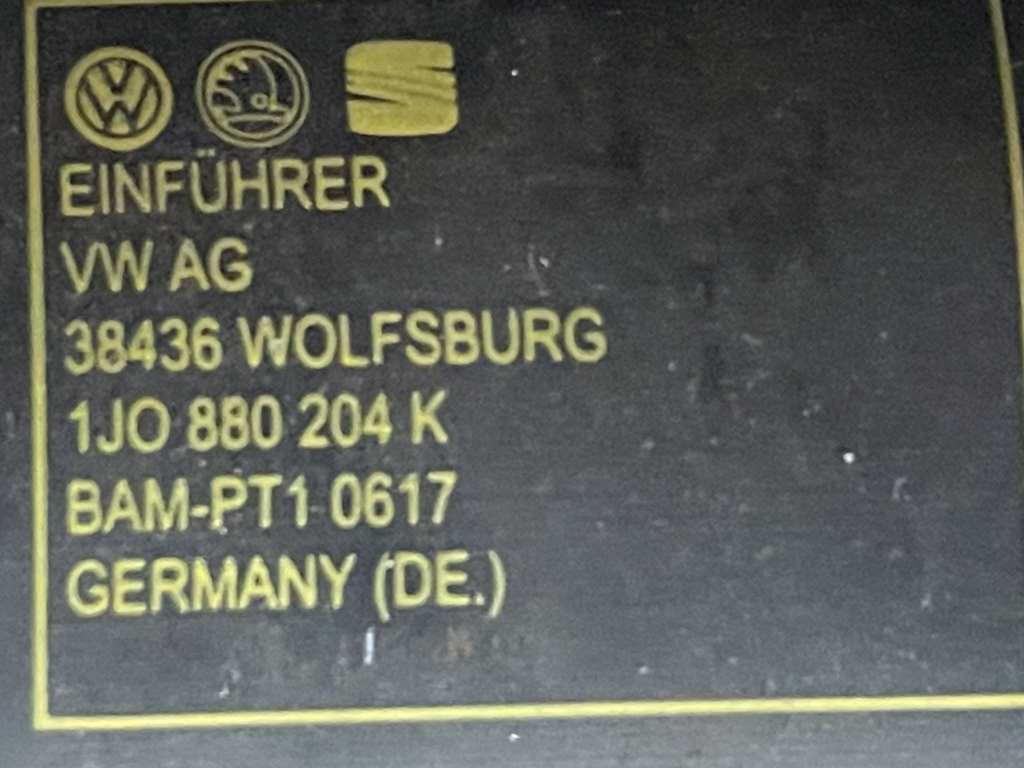 EINFÜHRER
VW AG
38436 WOLFSBURG
1JO 880 204 K
BAM-PT1 0617
GERMANY (DE.)